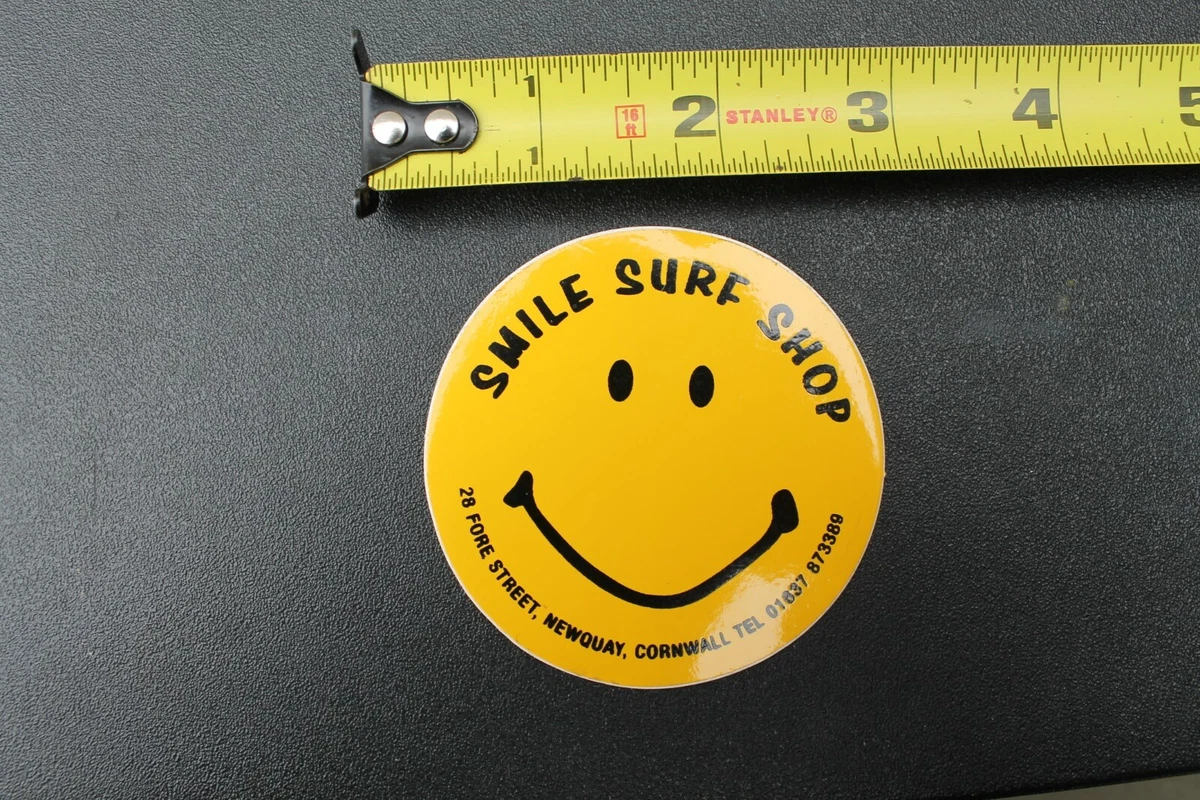 1 16 ft 2 STANLEY® 3 4 5
1
SMILE SURF SHOP
28 FORE STREET, NEWQUAY, CORNWALL TEL 01637 873389